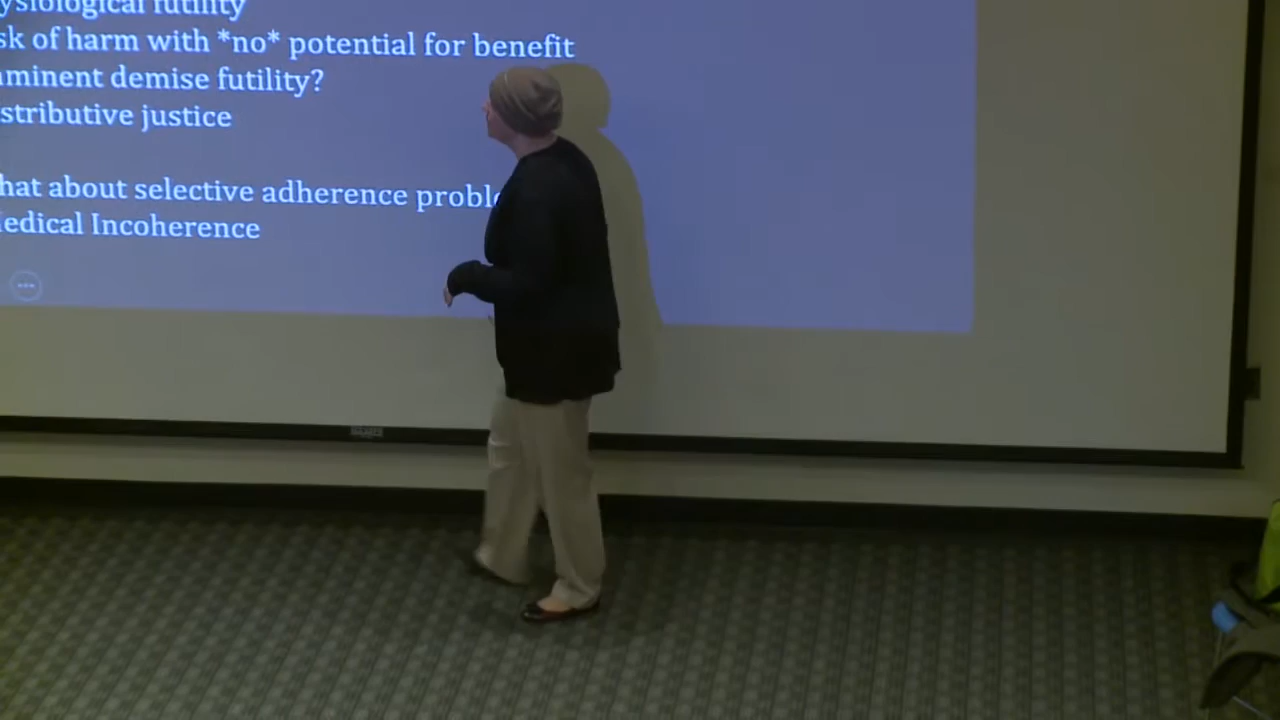 ysiological futility
sk of harm with *no* potential for benefit
minent demise futility?
stributive justice
hat about selective adherence proble
edical Incoherence